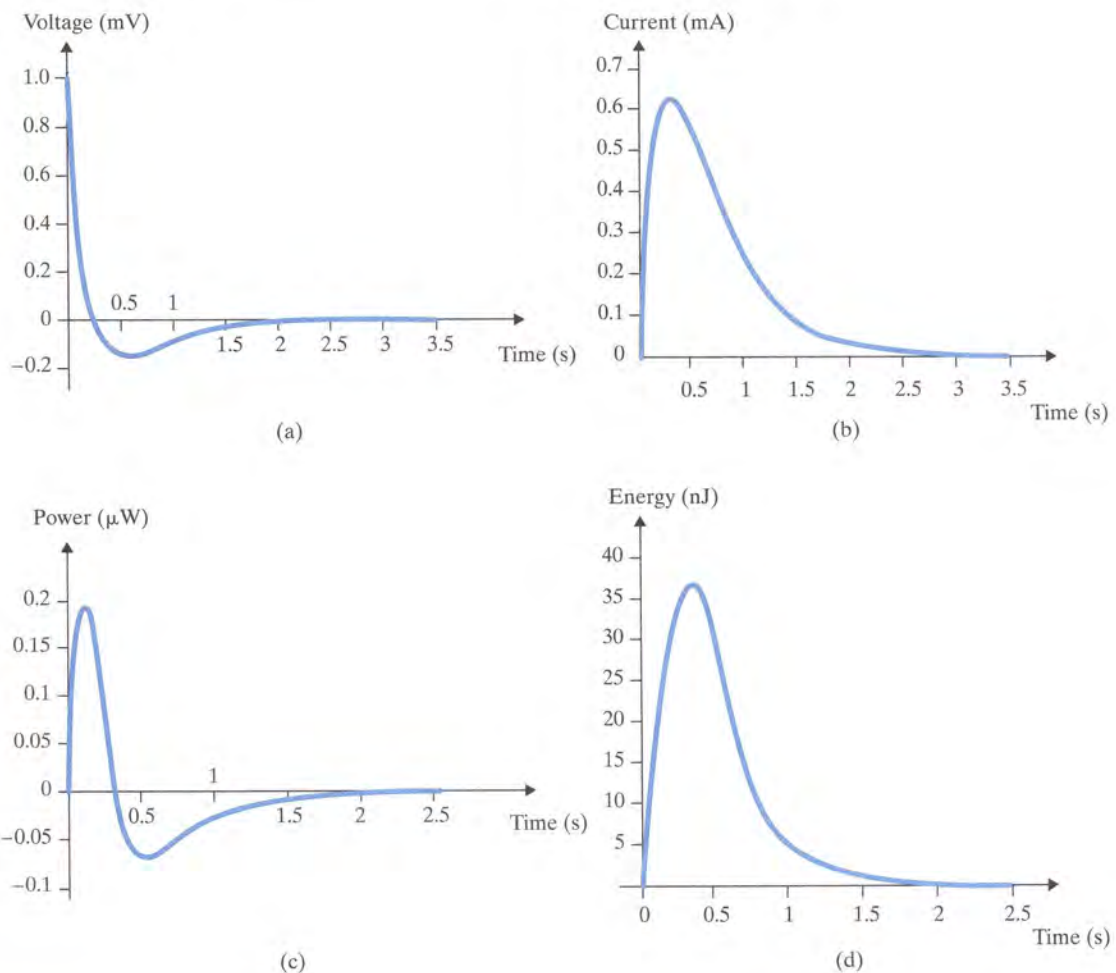 Voltage (mV)
1.0
0.8
0.6
0.4
0.2
0
−0.2
0.5 1
1.5 2 2.5 3 3.5
Time (s)
(a)
Current (mA)
0.7
0.6
0.5
0.4
0.3
0.2
0.1
0
0.5 1 1.5 2 2.5 3 3.5
Time (s)
(b)
Power (μW)
0.2
0.15
0.1
0.05
0
−0.05
−0.1
1
0.5 1.5 2 2.5
Time (s)
(c)
Energy (nJ)
40
35
30
25
20
15
10
5
0 0.5 1 1.5 2 2.5
Time (s)
(d)